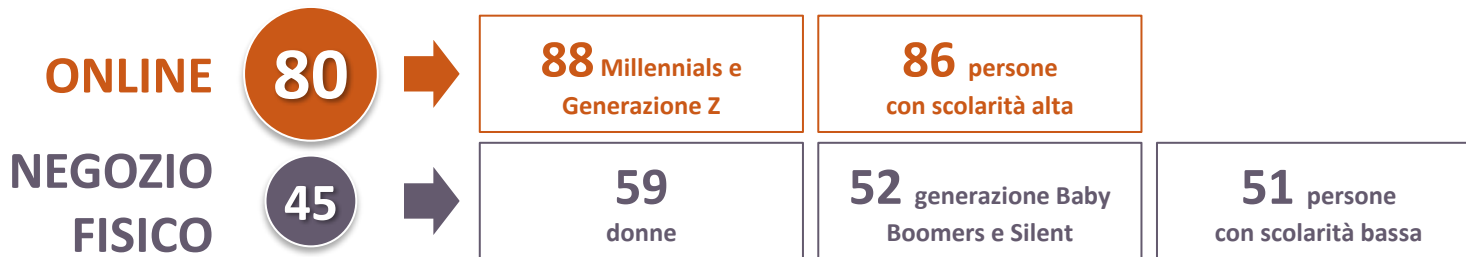 ONLINE
80
88 Millennials e
Generazione Z
86 persone
con scolarità alta
NEGOZIO
FISICO
45
59
donne
52 generazione Baby
Boomers e Silent
51 persone
con scolarità bassa